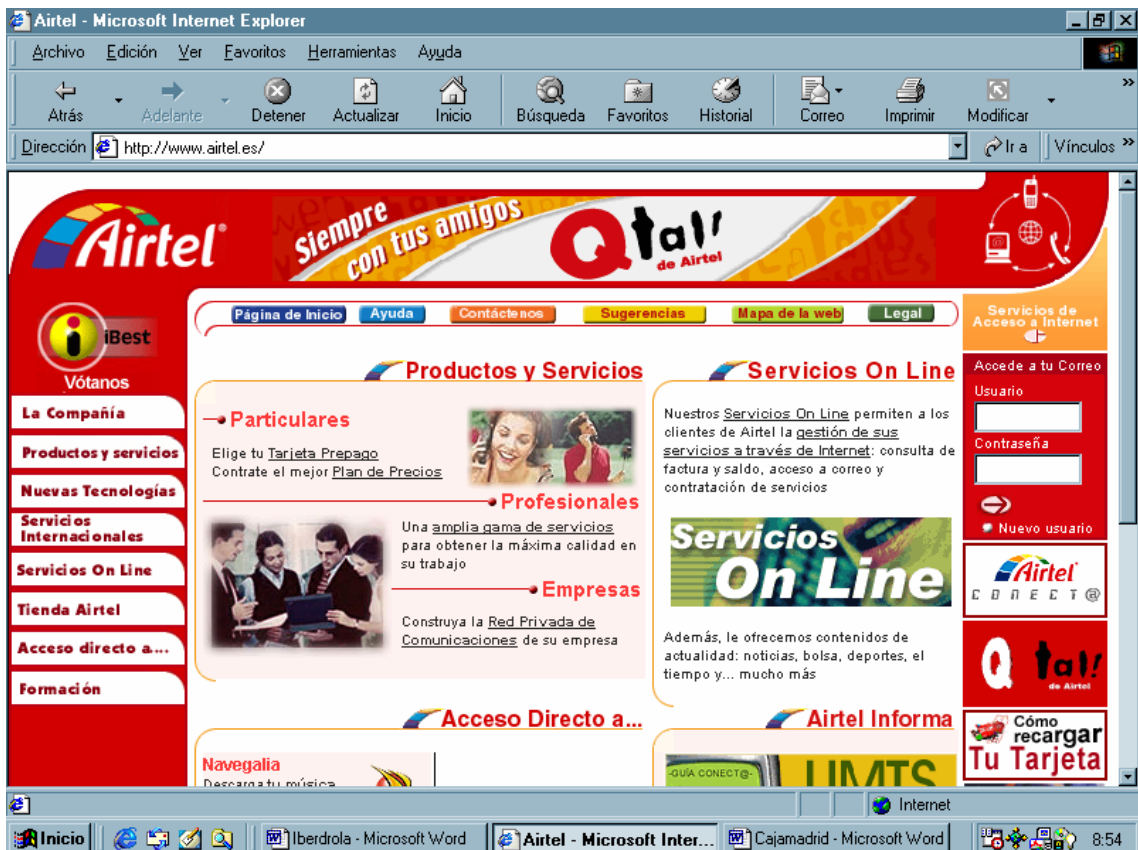 Airtel - Microsoft Internet Explorer
Archivo Edición Ver Favoritos Herramientas Ayuda
Atrás Adelante Detener Actualizar Inicio Búsqueda Favoritos Historial Correo Imprimir Modificar »
Dirección http://www.airtel.es/ Ir a Vínculos »
Airtel®
Siempre
con tus amigos
Q tal!
de Airtel
Página de Inicio Ayuda Contáctenos Sugerencias Mapa de la web Legal
Servicios de
Acceso a Internet
i iBest
Vótanos
La Compañía
Productos y servicios
Nuevas Tecnologías
Servicios
Internacionales
Servicios On Line
Tienda Airtel
Acceso directo a....
Formación
Productos y Servicios
Particulares
Elige tu Tarjeta Prepago
Contrate el mejor Plan de Precios
Profesionales
Una amplia gama de servicios
para obtener la máxima calidad en
su trabajo
Empresas
Construya la Red Privada de
Comunicaciones de su empresa
Servicios On Line
Nuestros Servicios On Line permiten a los
clientes de Airtel la gestión de sus
servicios a través de Internet: consulta de
factura y saldo, acceso a correo y
contratación de servicios
Servicios
On Line
Además, le ofrecemos contenidos de
actualidad: noticias, bolsa, deportes, el
tiempo y... mucho más
Acceso Directo a...
Navegalia
Descarga tu música
Airtel Informa
-GUÍA CONECT@-
UMTS
Accede a tu Correo
Usuario
Contraseña
Nuevo usuario
Airtel
CONECT@
Q tal!
de Airtel
Cómo
recargar
Tu Tarjeta
Internet
Inicio Iberdrola - Microsoft Word Airtel - Microsoft Inter... Cajamadrid - Microsoft Word 8:54